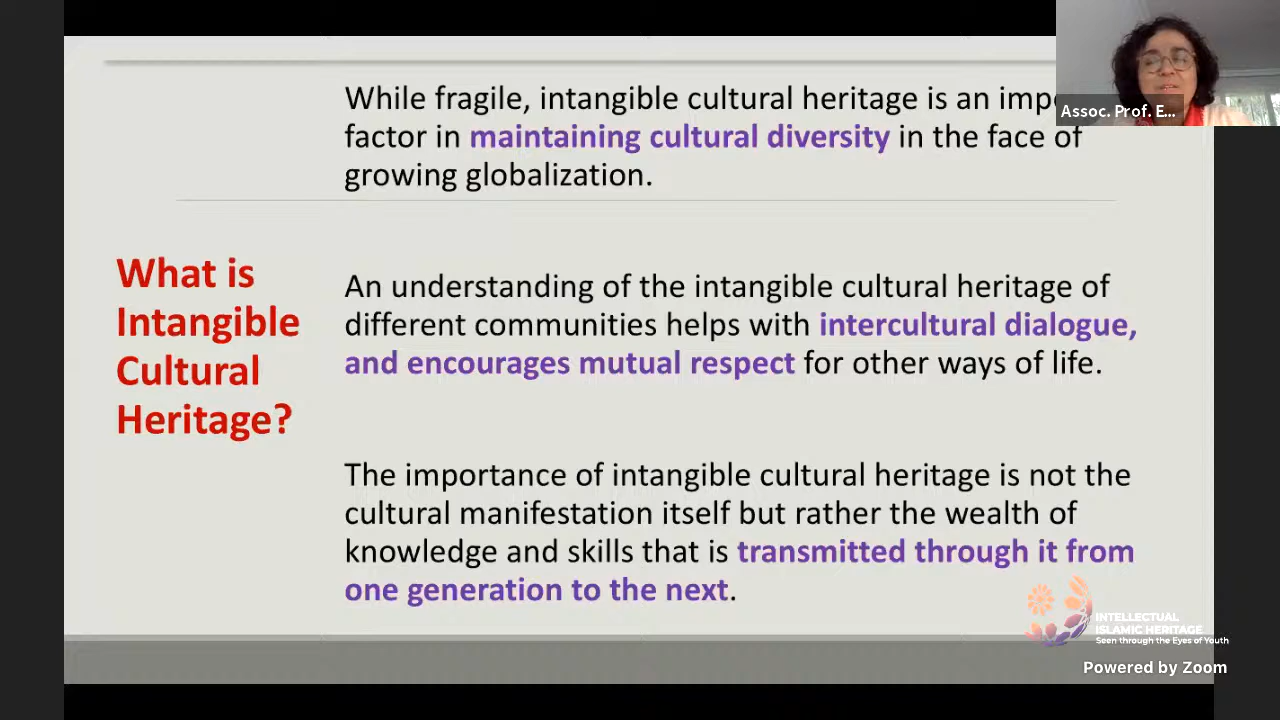 While fragile, intangible cultural heritage is an
factor in maintaining cultural diversity in the face of
growing globalization.
What is
Intangible
Cultural
Heritage?
An understanding of the intangible cultural heritage of
different communities helps with intercultural dialogue,
and encourages mutual respect for other ways of life.
The importance of intangible cultural heritage is not the
cultural manifestation itself but rather the wealth of
knowledge and skills that is transmitted through it from
one generation to the next.
Assoc. Prof. E...
INTELLECTUAL
ISLAMIC HERITAGE
Seen through the Eyes of Youth
Powered by Zoom